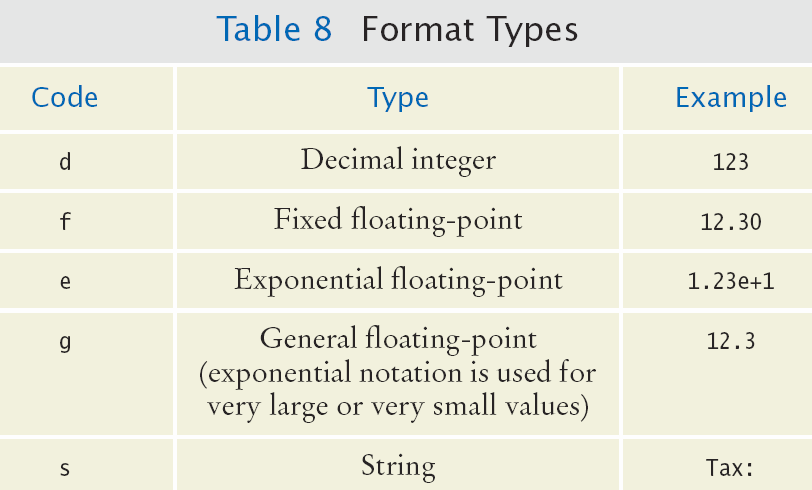 Table 8 Format Types
Code Type Example
d Decimal integer 123
f Fixed floating-point 12.30
e Exponential floating-point 1.23e+1
g General floating-point 12.3
(exponential notation is used for
very large or very small values)
s String Tax: